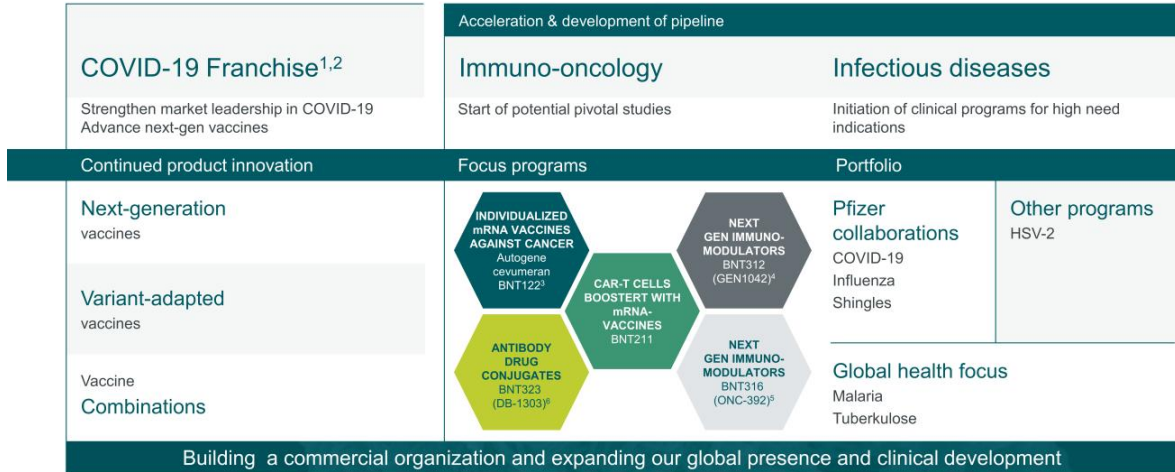 Acceleration & development of pipeline
COVID-19 Franchise1,2
Strengthen market leadership in COVID-19
Advance next-gen vaccines
Immuno-oncology
Start of potential pivotal studies
Infectious diseases
Initiation of clinical programs for high need
indications
Continued product innovation
Focus programs
Portfolio
Next-generation
vaccines
Variant-adapted
vaccines
Vaccine
Combinations
INDIVIDUALIZED
mRNA VACCINES
AGAINST CANCER
Autogene
cevumeran
BNT122³
NEXT
GEN IMMUNO-
MODULATORS
BNT312
(GEN1042)⁴
CAR-T CELLS
BOOSTERT WITH
mRNA-
VACCINES
BNT211
ANTIBODY
DRUG
CONJUGATES
BNT323
(DB-1303)⁶
NEXT
GEN IMMUNO-
MODULATORS
BNT316
(ONC-392)⁵
Pfizer
collaborations
COVID-19
Influenza
Shingles
Other programs
HSV-2
Global health focus
Malaria
Tuberkulose
Building a commercial organization and expanding our global presence and clinical development